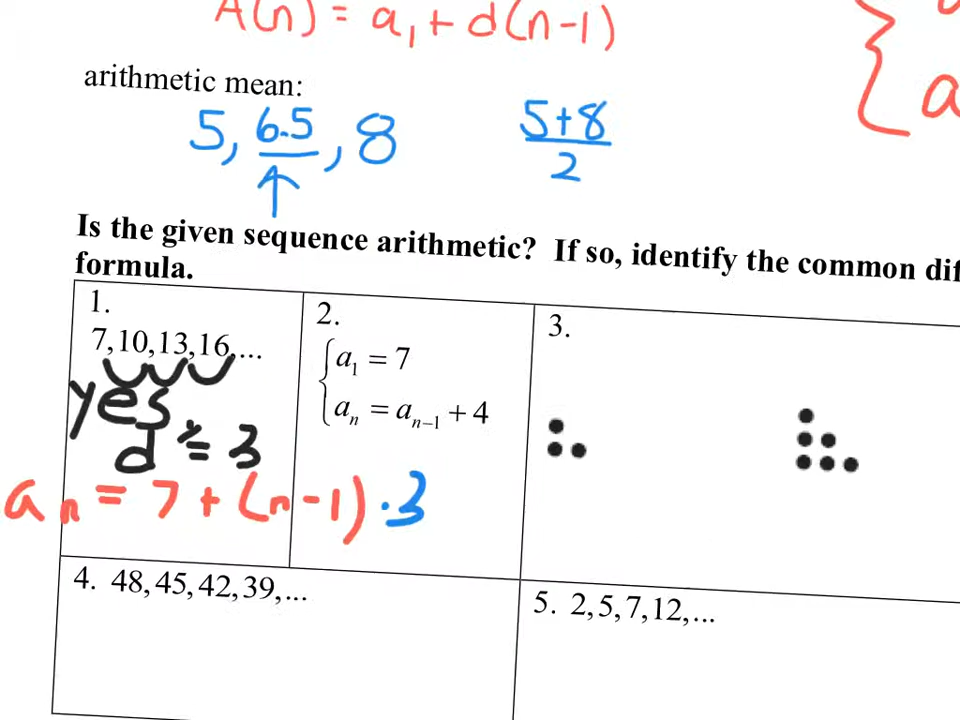 A(n) = a₁ + d(n-1)
arithmetic mean:
5, 6.5, 8
5+8
2
Is the given sequence arithmetic? If so, identify the common dif
formula.
1.
7,10,13,16,...
yes
d = 3
aₙ = 7 + (n-1)·3
2.
a₁ = 7
aₙ = aₙ₋₁ + 4
3.
4. 48,45,42,39,...
5. 2,5,7,12,...